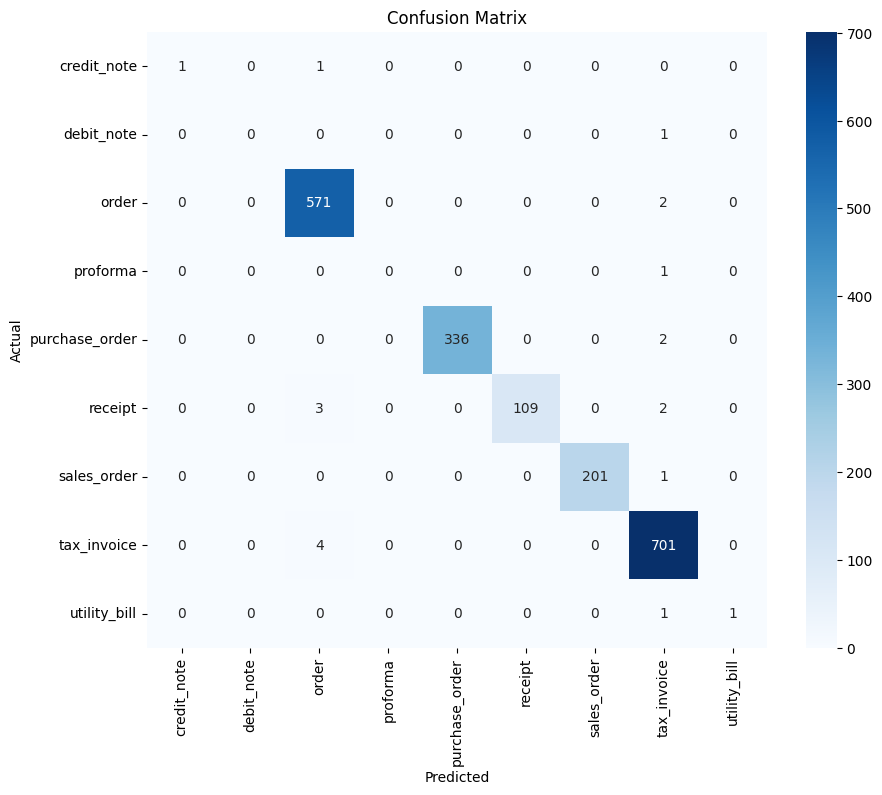 Confusion Matrix
credit_note 1 0 1 0 0 0 0 0 0
debit_note 0 0 0 0 0 0 0 1 0
order 0 0 571 0 0 0 0 2 0
proforma 0 0 0 0 0 0 0 1 0
purchase_order 0 0 0 0 336 0 0 2 0
receipt 0 0 3 0 0 109 0 2 0
sales_order 0 0 0 0 0 0 201 1 0
tax_invoice 0 0 4 0 0 0 0 701 0
utility_bill 0 0 0 0 0 0 0 1 1
Actual
credit_note debit_note order proforma purchase_order receipt sales_order tax_invoice utility_bill
Predicted
700
600
500
400
300
200
100
0